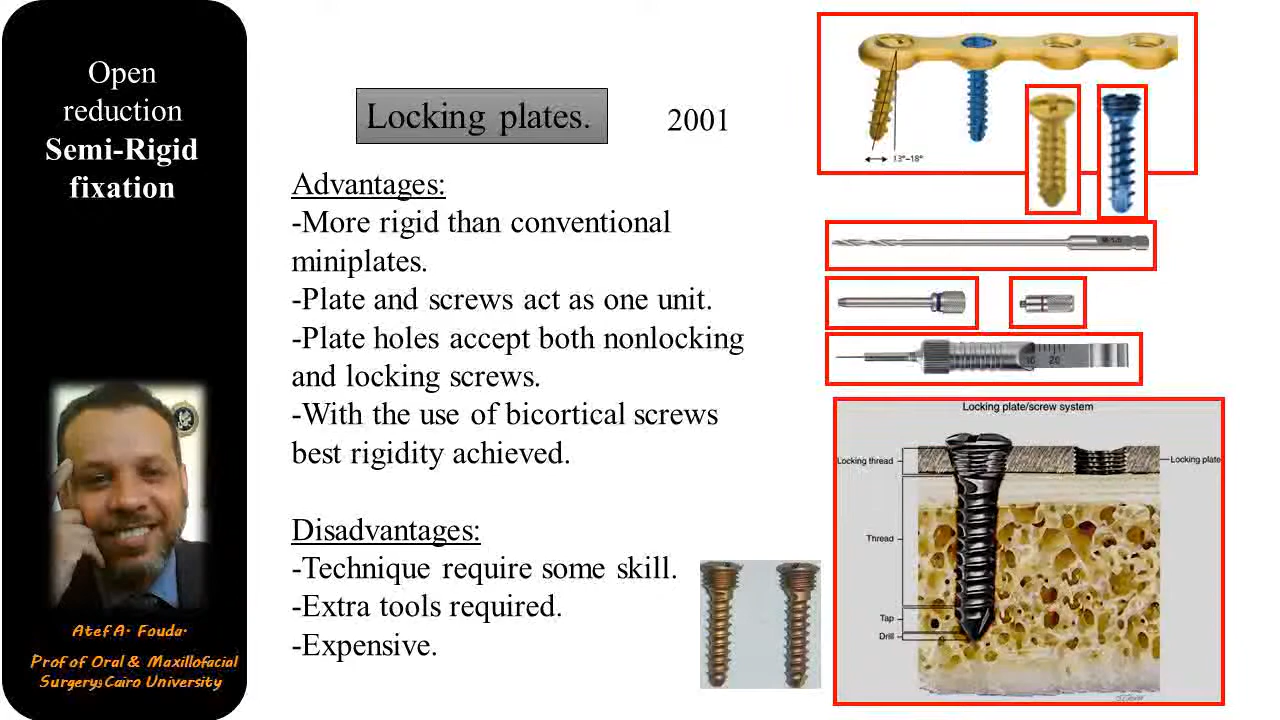 Open
reduction
Semi-Rigid
fixation
Locking plates.
2001
Advantages:
-More rigid than conventional
miniplates.
-Plate and screws act as one unit.
-Plate holes accept both nonlocking
and locking screws.
-With the use of bicortical screws
best rigidity achieved.
Disadvantages:
-Technique require some skill.
-Extra tools required.
-Expensive.
13°–18°
20
Locking plate/screw system
Locking thread
Locking plate
Thread
Tap
Drill
Atef A. Fouda.
Prof of Oral & Maxillofacial
Surgery, Cairo University